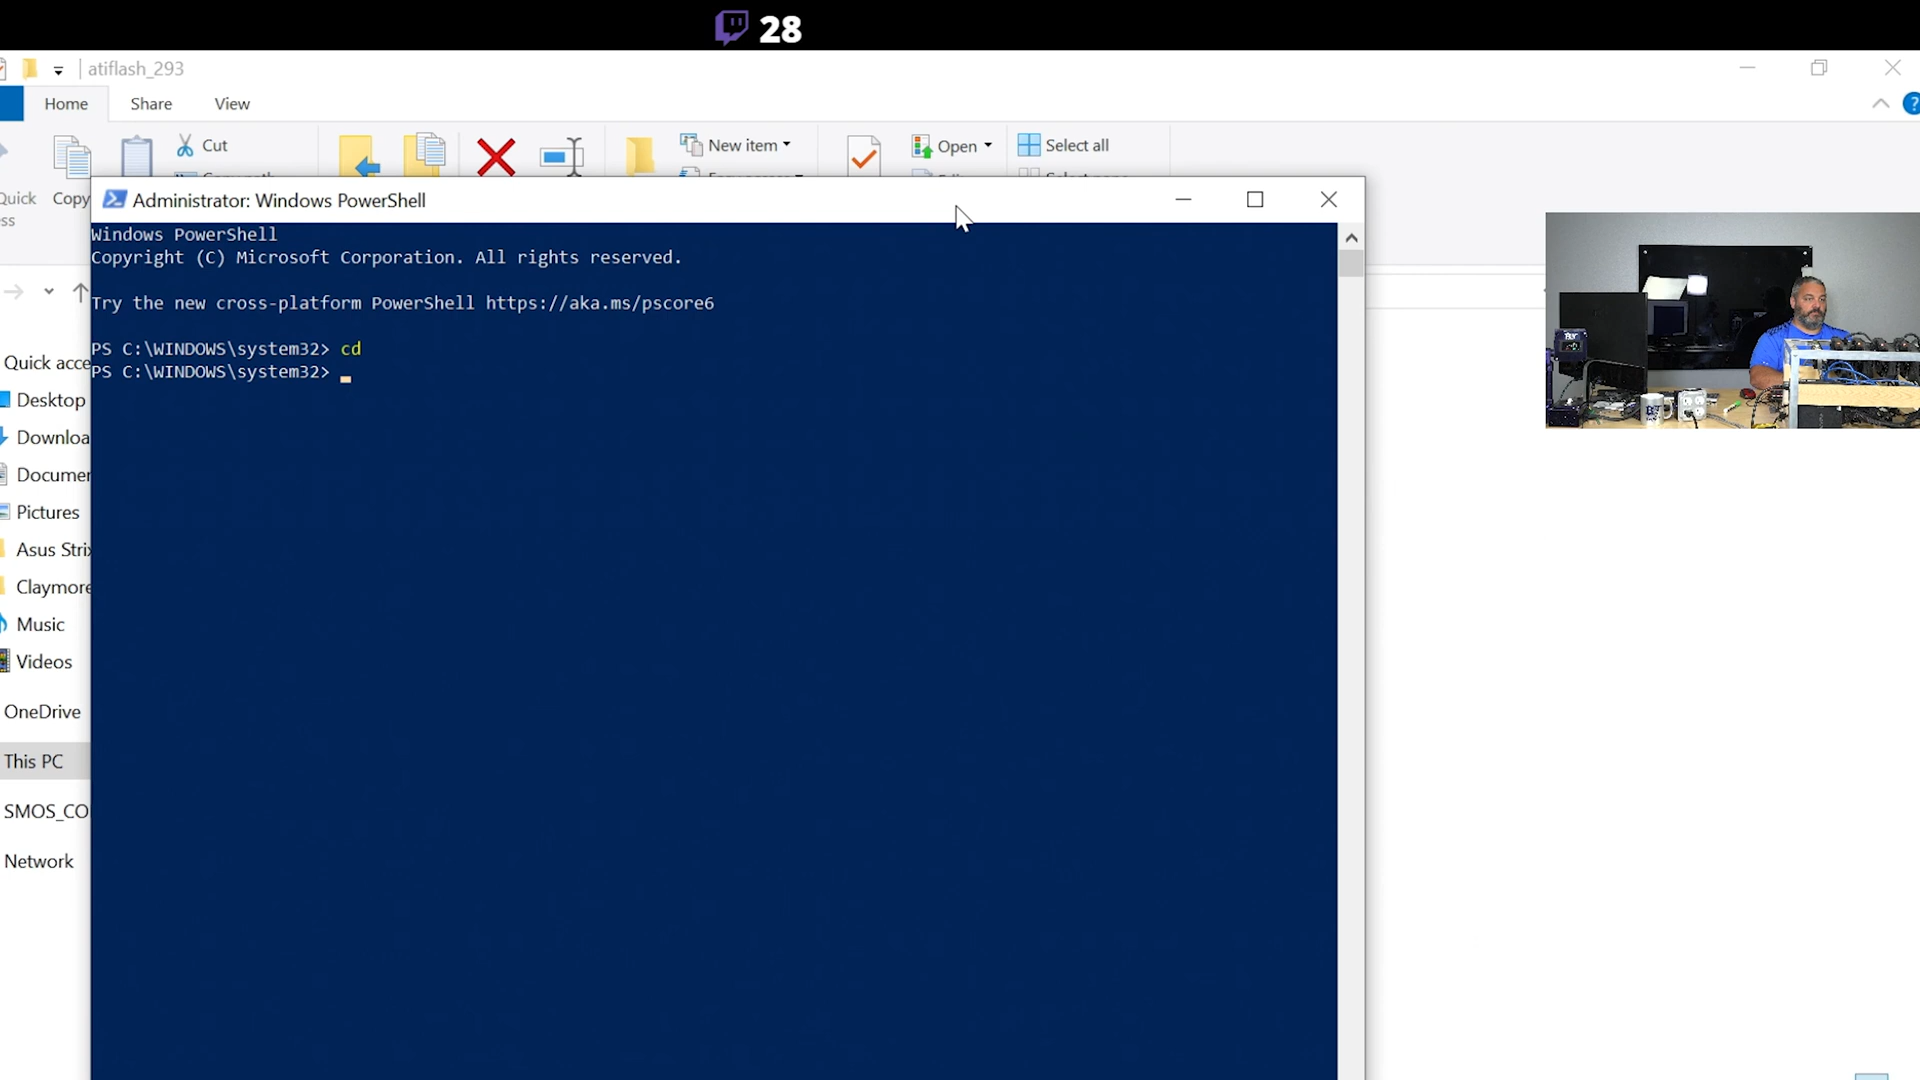 28
atiflash_293
Home
Share
View
Cut
New item
Open
Select all
Quick
Copy
Administrator: Windows PowerShell
Windows PowerShell
Copyright (C) Microsoft Corporation. All rights reserved.
Try the new cross-platform PowerShell https://aka.ms/pscore6
PS C:\WINDOWS\system32> cd
PS C:\WINDOWS\system32>
Quick acce
Desktop
Downloa
Documen
Pictures
Asus Strix
Claymore
Music
Videos
OneDrive
This PC
SMOS_CO
Network